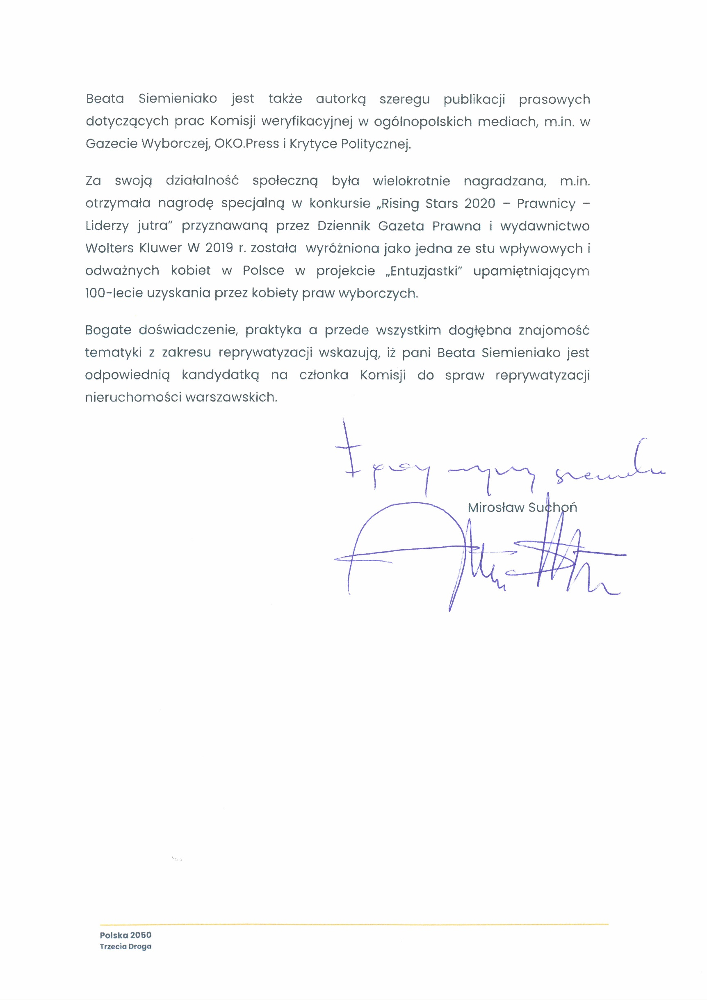 Beata Siemieniako jest także autorką szeregu publikacji prasowych
dotyczących prac Komisji weryfikacyjnej w ogólnopolskich mediach, m.in. w
Gazecie Wyborczej, OKO.Press i Krytyce Politycznej.
Za swoją działalność społeczną była wielokrotnie nagradzana, m.in.
otrzymała nagrodę specjalną w konkursie „Rising Stars 2020 – Prawnicy –
Liderzy jutra” przyznawaną przez Dziennik Gazeta Prawna i wydawnictwo
Wolters Kluwer W 2019 r. została wyróżniona jako jedna ze stu wpływowych i
odważnych kobiet w Polsce w projekcie „Entuzjastki” upamiętniającym
100-lecie uzyskania przez kobiety praw wyborczych.
Bogate doświadczenie, praktyka a przede wszystkim dogłębna znajomość
tematyki z zakresu reprywatyzacji wskazują, iż pani Beata Siemieniako jest
odpowiednią kandydatką na członka Komisji do spraw reprywatyzacji
nieruchomości warszawskich.
Mirosław Suchoń
Polska 2050
Trzecia Droga